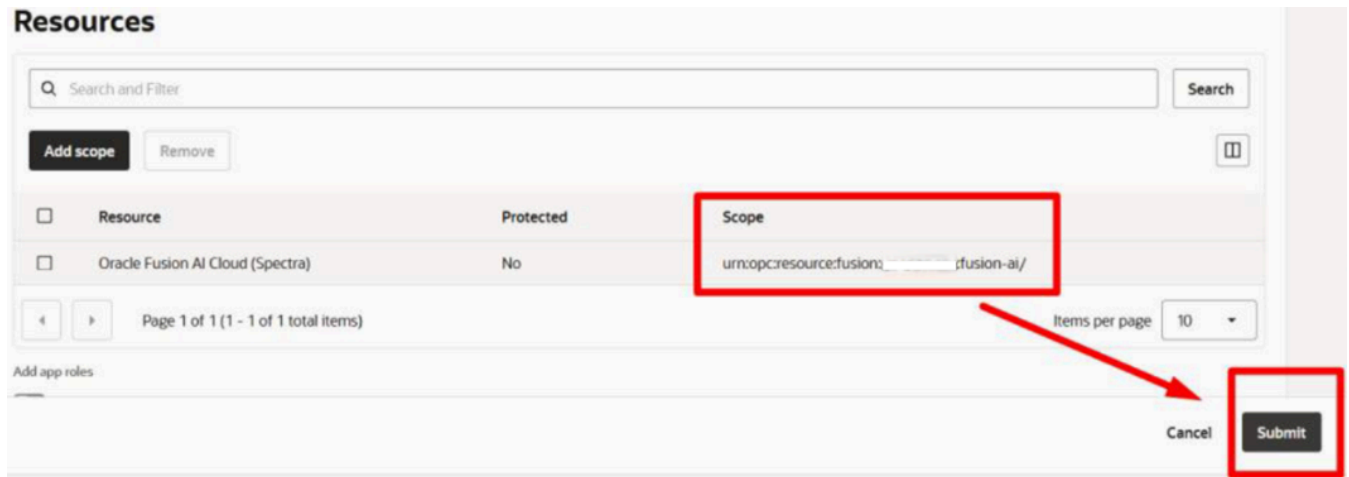 Resources
Search and Filter
Search
Add scope
Remove
Resource Protected Scope
Oracle Fusion AI Cloud (Spectra) No urn:opc:resource:fusion: :fusion-ai/
Page 1 of 1 (1 - 1 of 1 total items)
Items per page 10
Add app roles
Cancel
Submit